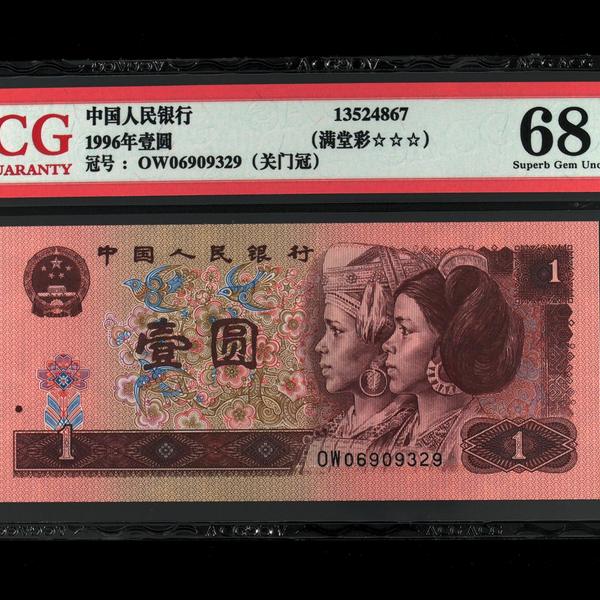 CG
UARANTY
中国人民银行 13524867
1996年壹圆 （满堂彩☆☆☆）
冠号： OW06909329（关门冠）
68
Superb Gem Unc
中国人民银行
1
壹圆
1
1
OW06909329